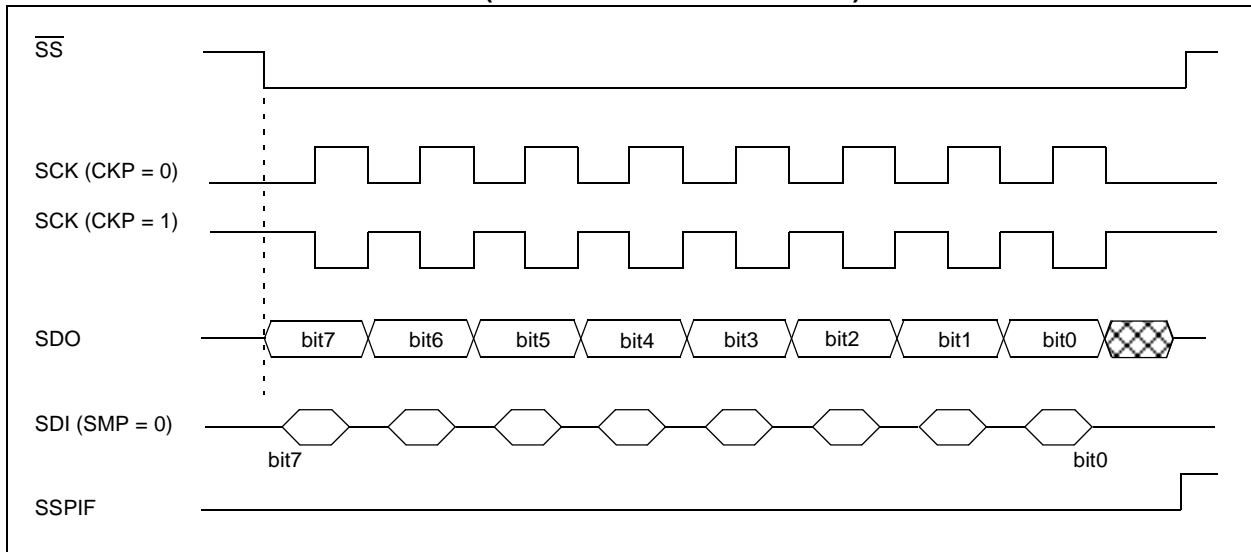 SS
SCK (CKP = 0)
SCK (CKP = 1)
SDO bit7 bit6 bit5 bit4 bit3 bit2 bit1 bit0
SDI (SMP = 0)
bit7 bit0
SSPIF